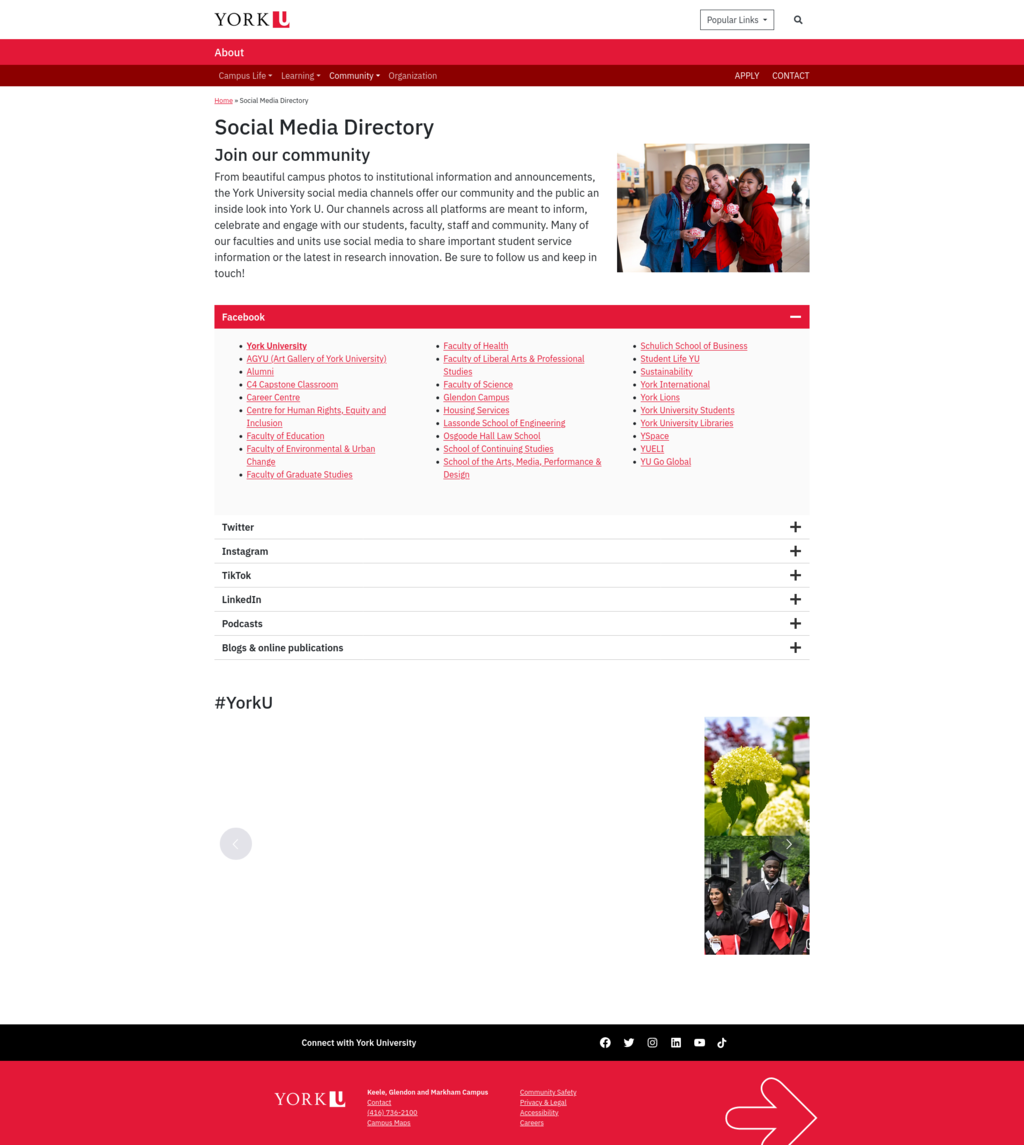 YORK U
Popular Links
About
Campus Life
Learning
Community
Organization
APPLY
CONTACT
Home » Social Media Directory
Social Media Directory
Join our community
From beautiful campus photos to institutional information and announcements,
the York University social media channels offer our community and the public an
inside look into York U. Our channels across all platforms are meant to inform,
celebrate and engage with our students, faculty, staff and community. Many of
our faculties and units use social media to share important student service
information or the latest in research innovation. Be sure to follow us and keep in
touch!
Facebook
York University
AGYU (Art Gallery of York University)
Alumni
C4 Capstone Classroom
Career Centre
Centre for Human Rights, Equity and
Inclusion
Faculty of Education
Faculty of Environmental & Urban
Change
Faculty of Graduate Studies
Faculty of Health
Faculty of Liberal Arts & Professional
Studies
Faculty of Science
Glendon Campus
Housing Services
Lassonde School of Engineering
Osgoode Hall Law School
School of Continuing Studies
School of the Arts, Media, Performance &
Design
Schulich School of Business
Student Life YU
Sustainability
York International
York Lions
York University Students
York University Libraries
YSpace
YUELI
YU Go Global
Twitter
Instagram
TikTok
LinkedIn
Podcasts
Blogs & online publications
#YorkU
Connect with York University
YORK U
Keele, Glendon and Markham Campus
Contact
(416) 736-2100
Campus Maps
Community Safety
Privacy & Legal
Accessibility
Careers